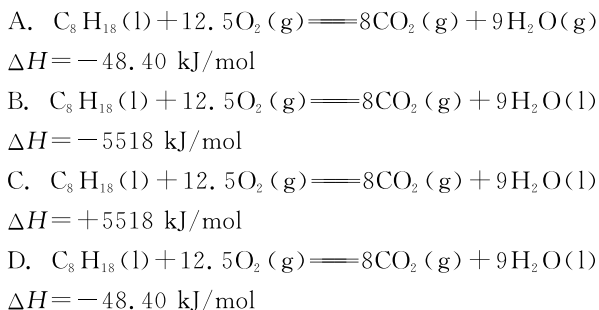 A. C₈H₁₈(l)+12.5O₂(g)══8CO₂(g)+9H₂O(g)
ΔH=−48.40 kJ/mol
B. C₈H₁₈(l)+12.5O₂(g)══8CO₂(g)+9H₂O(l)
ΔH=−5518 kJ/mol
C. C₈H₁₈(l)+12.5O₂(g)══8CO₂(g)+9H₂O(l)
ΔH=+5518 kJ/mol
D. C₈H₁₈(l)+12.5O₂(g)══8CO₂(g)+9H₂O(l)
ΔH=−48.40 kJ/mol